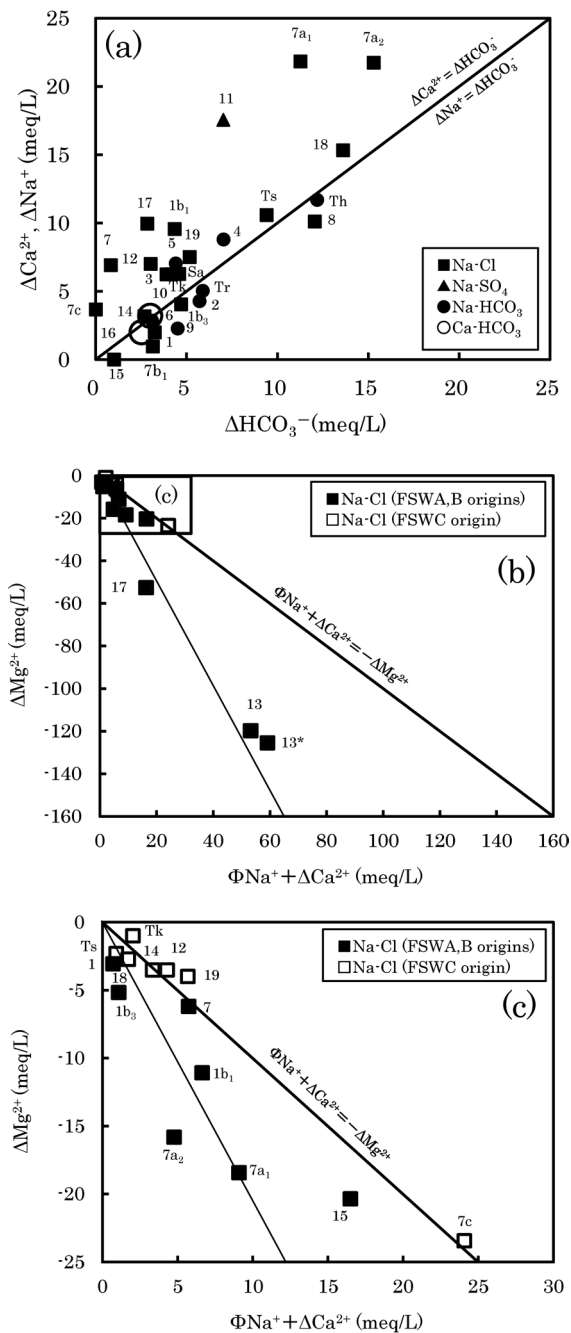 (a)
7a₁
7a₂
11
ΔCa²⁺=ΔHCO₃⁻
ΔNa⁺=ΔHCO₃⁻
18
17
1b₁
Ts
Th
8
7
12
5
19
4
3
Sa
Tk
Tr
10
2
7c
14
6
1b₃
16
9
1
15
7b₁
Na-Cl
Na-SO₄
Na-HCO₃
Ca-HCO₃
25
20
15
10
5
0
0 5 10 15 20 25
ΔCa²⁺, ΔNa⁺ (meq/L)
ΔHCO₃⁻(meq/L)
(c)
Na-Cl (FSWA,B origins)
Na-Cl (FSWC origin)
(b)
17
ΦNa⁺+ΔCa²⁺=−ΔMg²⁺
13
13*
0
-20
-40
-60
-80
-100
-120
-140
-160
0 20 40 60 80 100 120 140 160
ΔMg²⁺(meq/L)
ΦNa⁺+ΔCa²⁺ (meq/L)
Na-Cl (FSWA,B origins)
Na-Cl (FSWC origin)
(c)
Tk
Ts
1
14
12
18
19
1b₃
7
1b₁
ΦNa⁺+ΔCa²⁺=−ΔMg²⁺
7a₂
7a₁
15
7c
0
-5
-10
-15
-20
-25
0 5 10 15 20 25 30
ΔMg²⁺(meq/L)
ΦNa⁺+ΔCa²⁺ (meq/L)